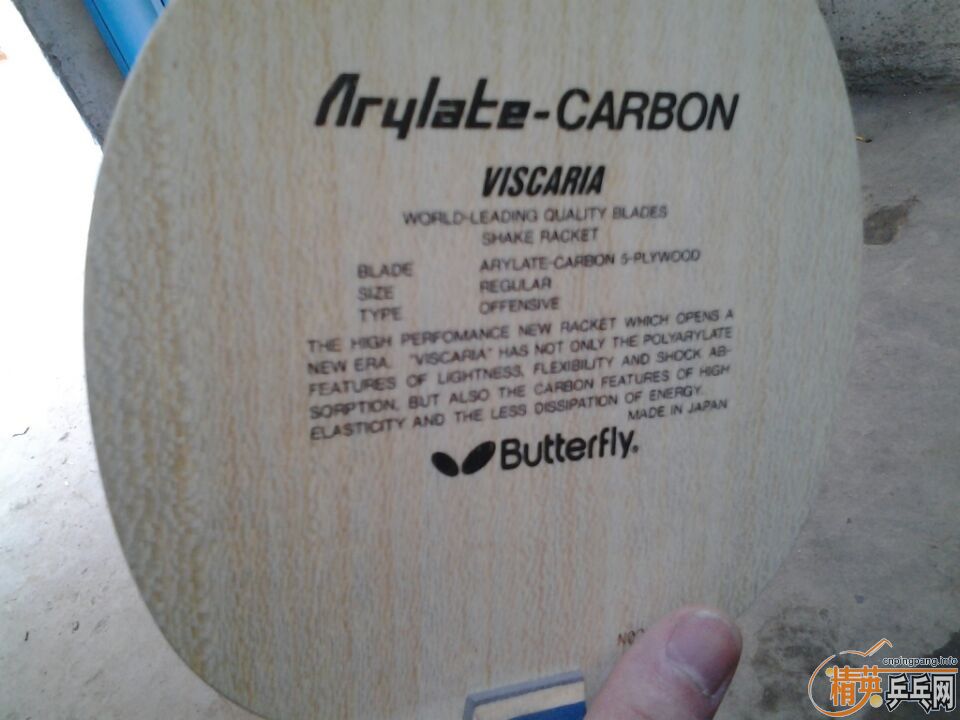 Arylate-CARBON
VISCARIA
WORLD-LEADING QUALITY BLADES
SHAKE RACKET
BLADE ARYLATE-CARBON 5-PLYWOOD
SIZE REGULAR
TYPE OFFENSIVE
THE HIGH PERFOMANCE NEW RACKET WHICH OPENS A
NEW ERA. "VISCARIA" HAS NOT ONLY THE POLYARYLATE
FEATURES OF LIGHTNESS, FLEXIBILITY AND SHOCK AB-
SORPTION, BUT ALSO THE CARBON FEATURES OF HIGH
ELASTICITY AND THE LESS DISSIPATION OF ENERGY.
MADE IN JAPAN
Butterfly
cnpingpang.info
精英乒乓网